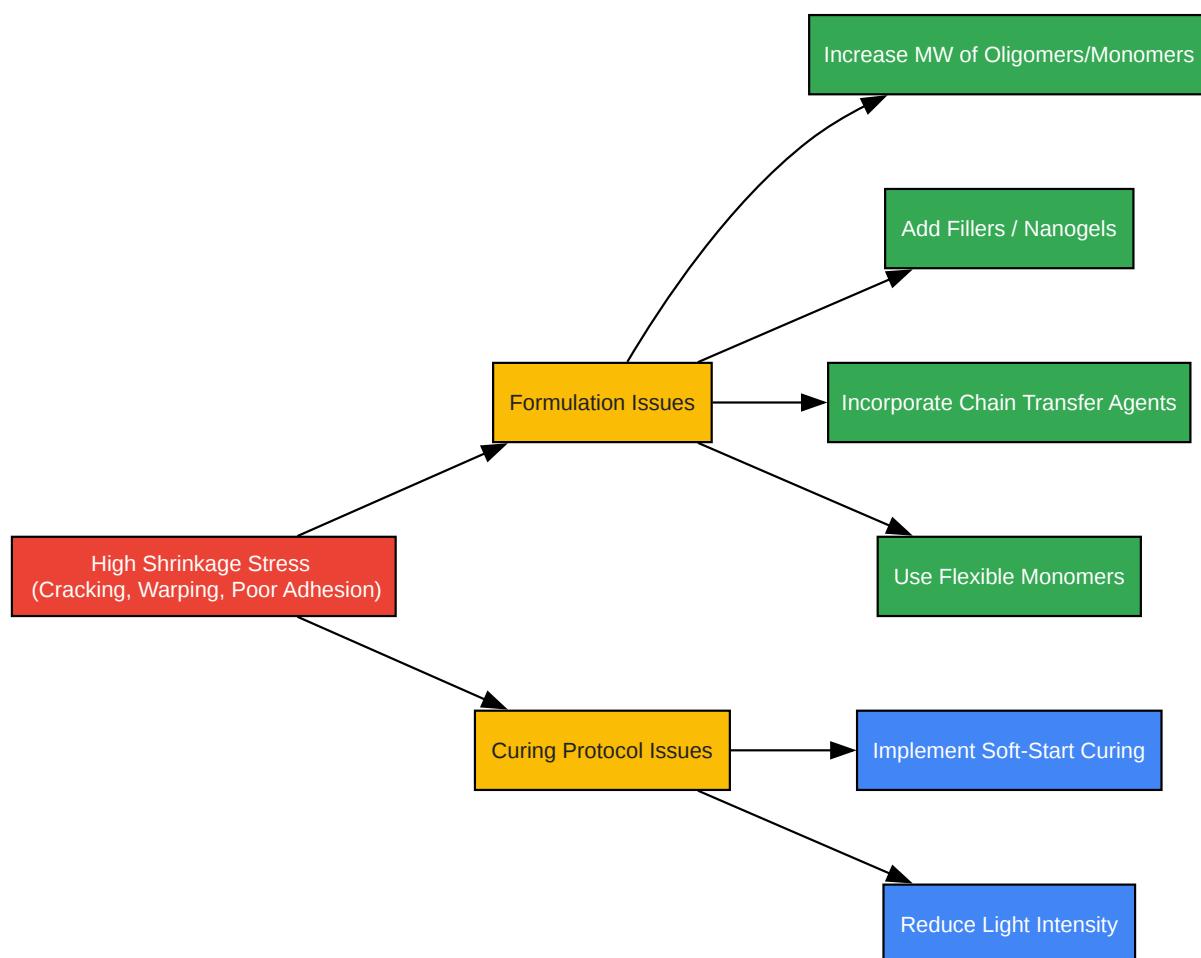 Increase MW of Oligomers/Monomers
Add Fillers / Nanogels
Formulation Issues
Incorporate Chain Transfer Agents
High Shrinkage Stress
(Cracking, Warping, Poor Adhesion)
Use Flexible Monomers
Curing Protocol Issues
Implement Soft-Start Curing
Reduce Light Intensity